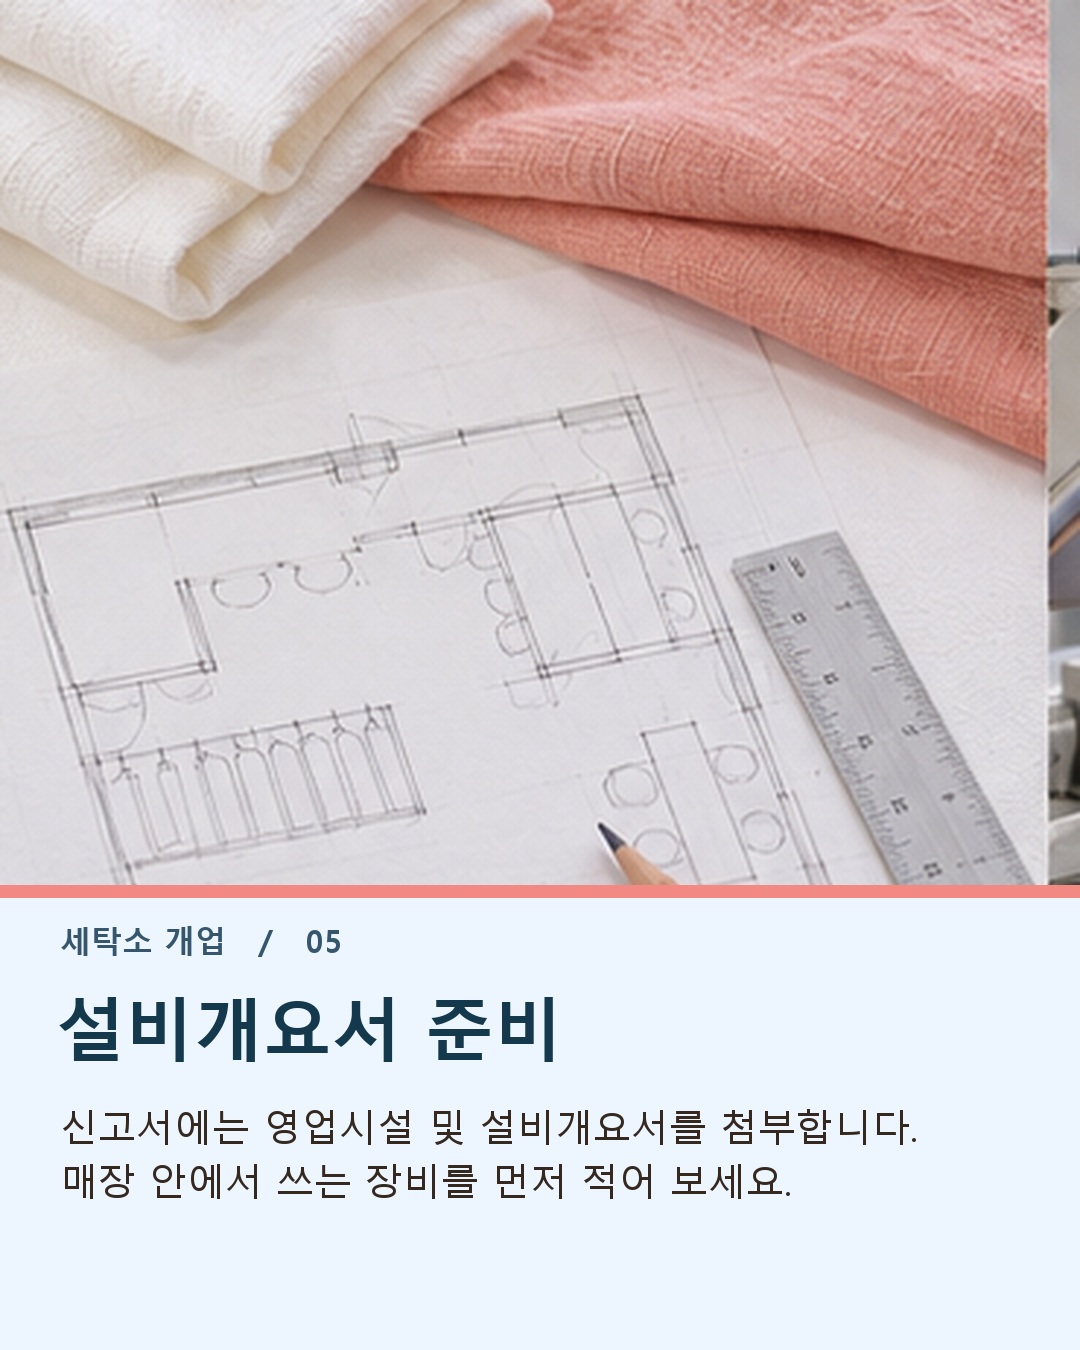 세탁소 개업 / 05
설비개요서 준비
신고서에는 영업시설 및 설비개요서를 첨부합니다.
매장 안에서 쓰는 장비를 먼저 적어 보세요.